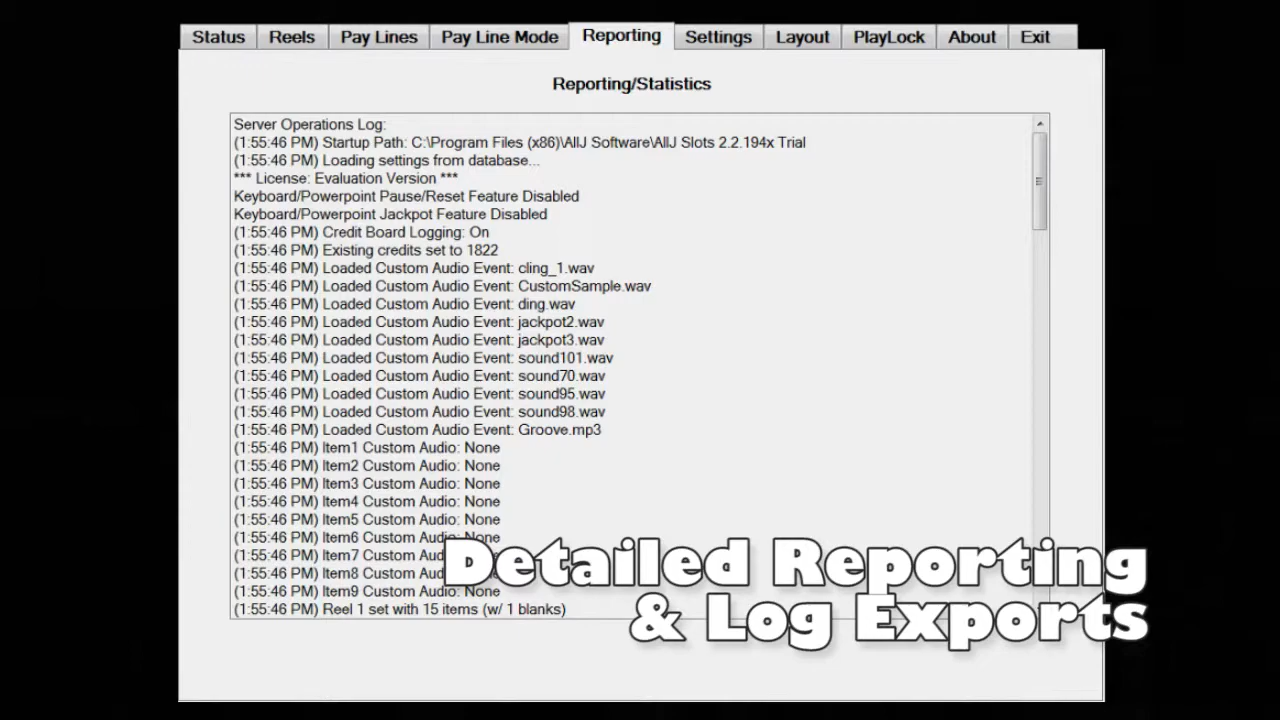 Status Reels Pay Lines Pay Line Mode Reporting Settings Layout PlayLock About Exit
Reporting/Statistics
Server Operations Log:
(1:55:46 PM) Startup Path: C:\Program Files (x86)\AllJ Software\AllJ Slots 2.2.194x Trial
(1:55:46 PM) Loading settings from database...
*** License: Evaluation Version ***
Keyboard/Powerpoint Pause/Reset Feature Disabled
Keyboard/Powerpoint Jackpot Feature Disabled
(1:55:46 PM) Credit Board Logging: On
(1:55:46 PM) Existing credits set to 1822
(1:55:46 PM) Loaded Custom Audio Event: cling_1.wav
(1:55:46 PM) Loaded Custom Audio Event: CustomSample.wav
(1:55:46 PM) Loaded Custom Audio Event: ding.wav
(1:55:46 PM) Loaded Custom Audio Event: jackpot2.wav
(1:55:46 PM) Loaded Custom Audio Event: jackpot3.wav
(1:55:46 PM) Loaded Custom Audio Event: sound101.wav
(1:55:46 PM) Loaded Custom Audio Event: sound70.wav
(1:55:46 PM) Loaded Custom Audio Event: sound95.wav
(1:55:46 PM) Loaded Custom Audio Event: sound98.wav
(1:55:46 PM) Loaded Custom Audio Event: Groove.mp3
(1:55:46 PM) Item1 Custom Audio: None
(1:55:46 PM) Item2 Custom Audio: None
(1:55:46 PM) Item3 Custom Audio: None
(1:55:46 PM) Item4 Custom Audio: None
(1:55:46 PM) Item5 Custom Audio: None
(1:55:46 PM) Item6 Custom Audio: None
(1:55:46 PM) Item7 Custom Audio:
(1:55:46 PM) Item8 Custom Audio:
(1:55:46 PM) Item9 Custom Audio: None
(1:55:46 PM) Reel 1 set with 15 items (w/ 1 blanks)
Detailed Reporting
& Log Exports